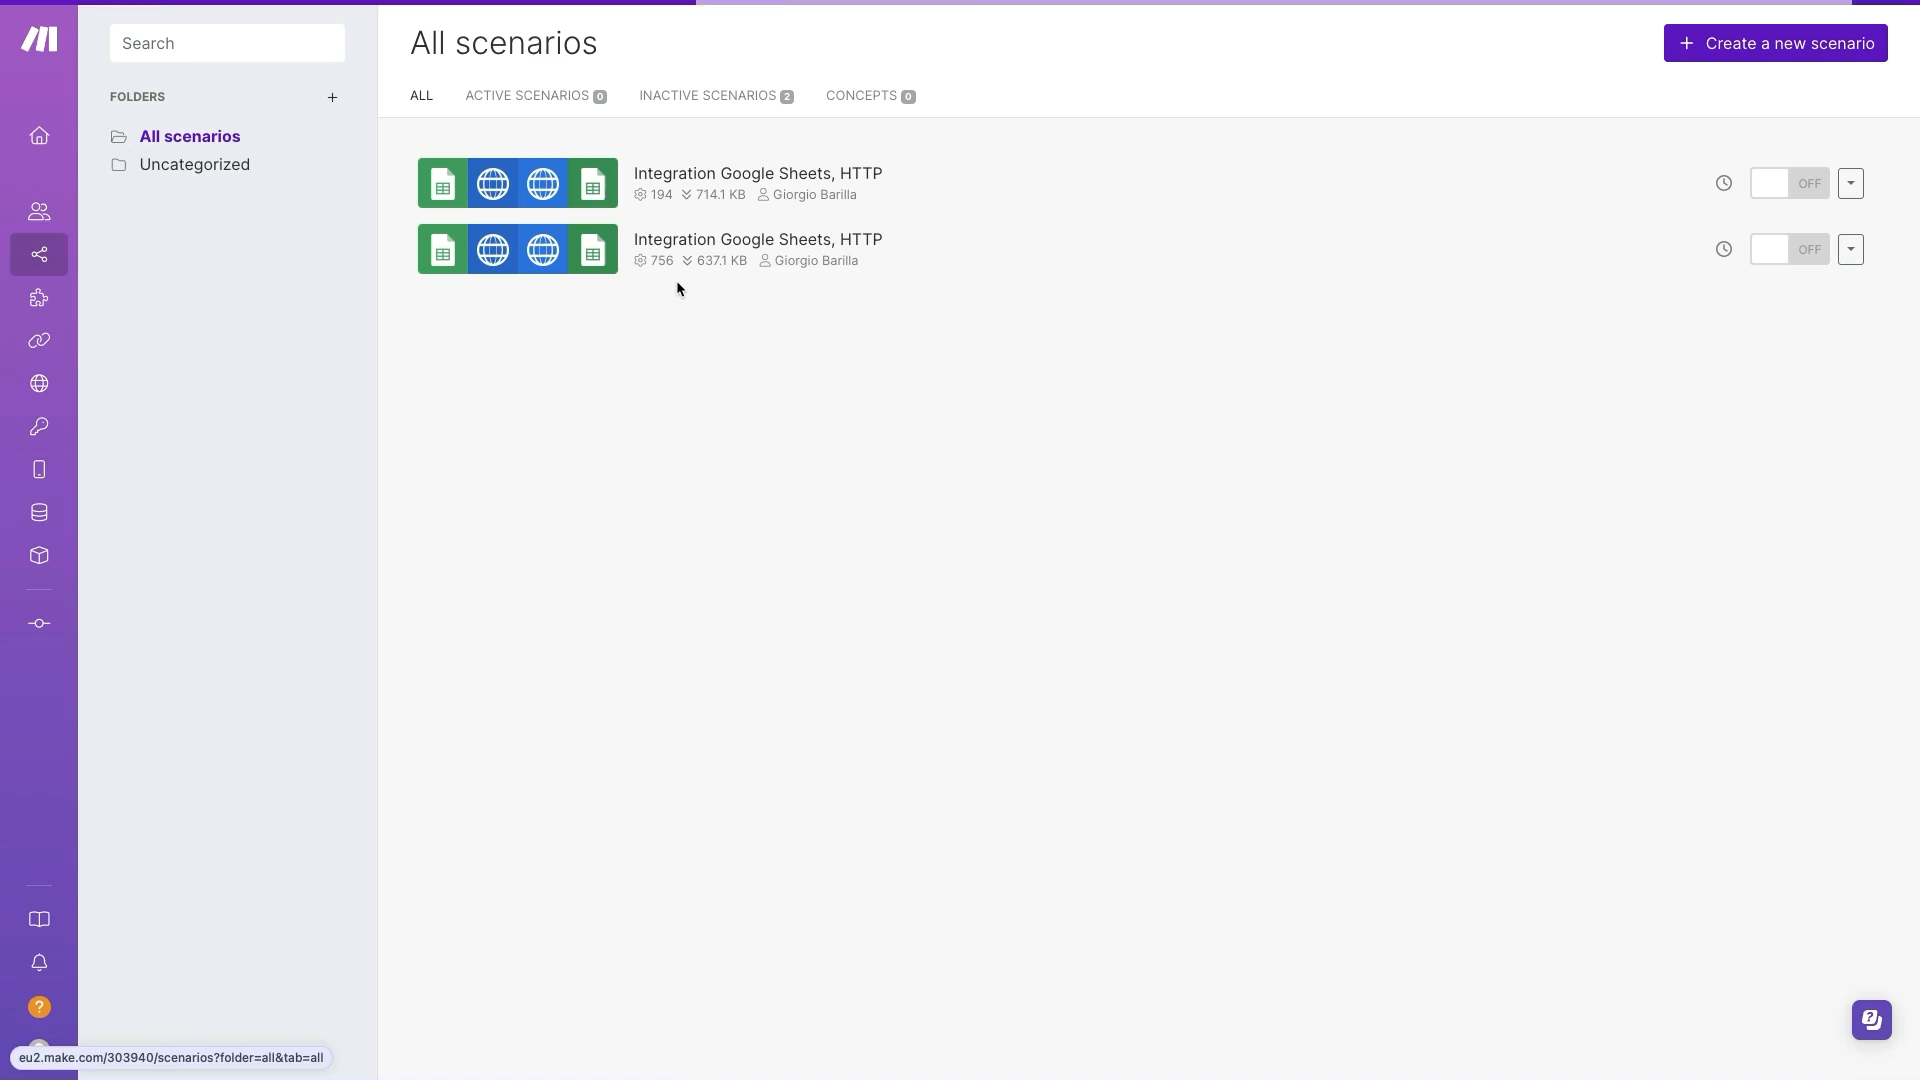 Search
FOLDERS
All scenarios
Uncategorized
All scenarios
Create a new scenario
ALL ACTIVE SCENARIOS 0 INACTIVE SCENARIOS 2 CONCEPTS 0
Integration Google Sheets, HTTP
194 714.1 KB Giorgio Barilla
OFF
Integration Google Sheets, HTTP
756 637.1 KB Giorgio Barilla
OFF
?
?
eu2.make.com/303940/scenarios?folder=all&tab=all